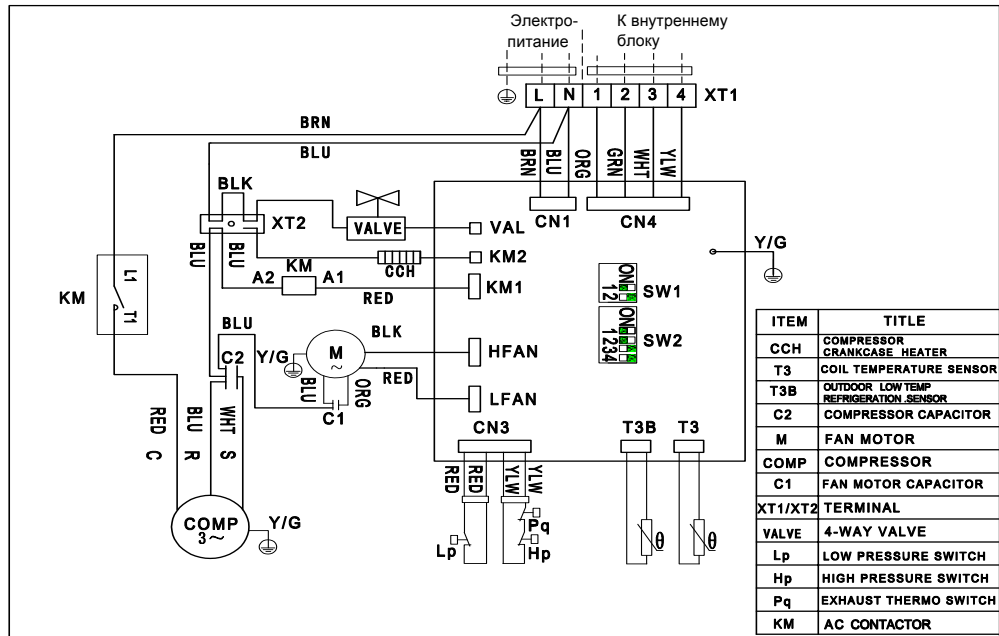 Электро-
питание
К внутреннему
блоку
L N 1 2 3 4 XT1
BRN
BLU
BRN
BLU
ORG
GRN
WHT
YLW
BLK
XT2
VALVE
VAL
CN1
CN4
Y/G
BLU
BLU
CCH
KM2
KM
A2
A1
KM1
RED
KM
L1
T1
ON
12
SW1
ON
1234
SW2
BLU
C2
Y/G
M
~
BLK
HFAN
RED
LFAN
BLU
ORG
C1
RED C
BLU R
WHT S
COMP
3~
Y/G
CN3
RED
RED
YLW
YLW
Lp
Pq
Hp
T3B
T3
θ
θ
ITEM TITLE
CCH COMPRESSOR
CRANKCASE HEATER
T3 COIL TEMPERATURE SENSOR
T3B OUTDOOR LOW TEMP
REFRIGERATION .SENSOR
C2 COMPRESSOR CAPACITOR
M FAN MOTOR
COMP COMPRESSOR
C1 FAN MOTOR CAPACITOR
XT1/XT2 TERMINAL
VALVE 4-WAY VALVE
Lp LOW PRESSURE SWITCH
Hp HIGH PRESSURE SWITCH
Pq EXHAUST THERMO SWITCH
KM AC CONTACTOR